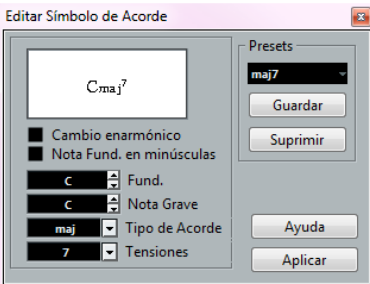 Editar Símbolo de Acorde
Cmaj7
Cambio enarmónico
Nota Fund. en minúsculas
C Fund.
C Nota Grave
maj Tipo de Acorde
7 Tensiones
Presets
maj7
Guardar
Suprimir
Ayuda
Aplicar